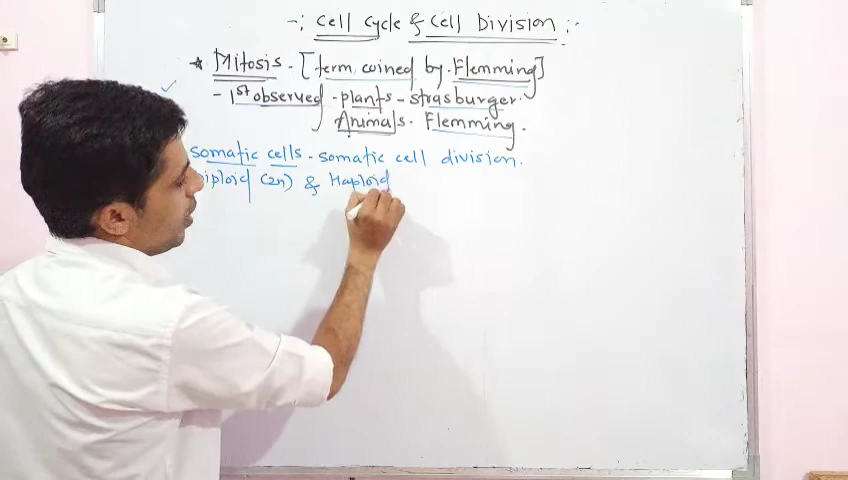 -: Cell Cycle & Cell Division :-
* Mitosis - [term coined by Flemming]
- 1st observed - plants - strasburger.
Animals - Flemming.
somatic cells - somatic cell division.
iploid (2n) & Haploid